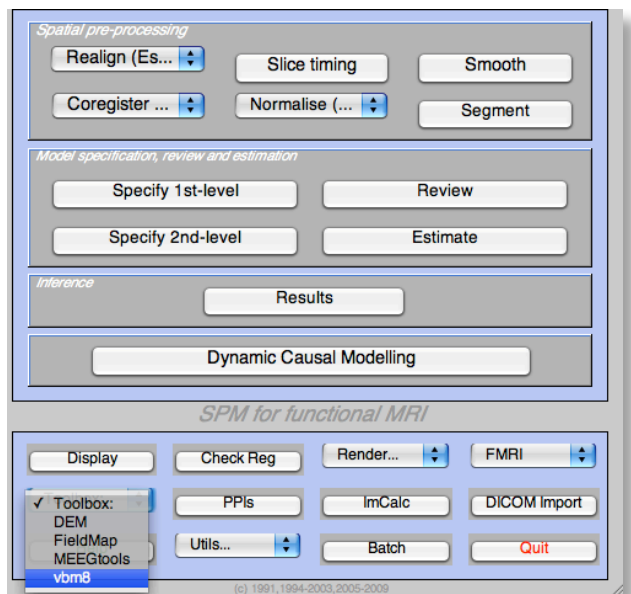 Spatial pre-processing
Realign (Es...
Slice timing
Smooth
Coregister ...
Normalise (...
Segment
Model specification, review and estimation
Specify 1st-level
Review
Specify 2nd-level
Estimate
Inference
Results
Dynamic Causal Modelling
SPM for functional MRI
Display
Check Reg
Render...
FMRI
✓ Toolbox:
PPIs
ImCalc
DICOM Import
DEM
FieldMap
MEEGtools
Utils...
Batch
Quit
vbm8
(c) 1991,1994-2003,2005-2009